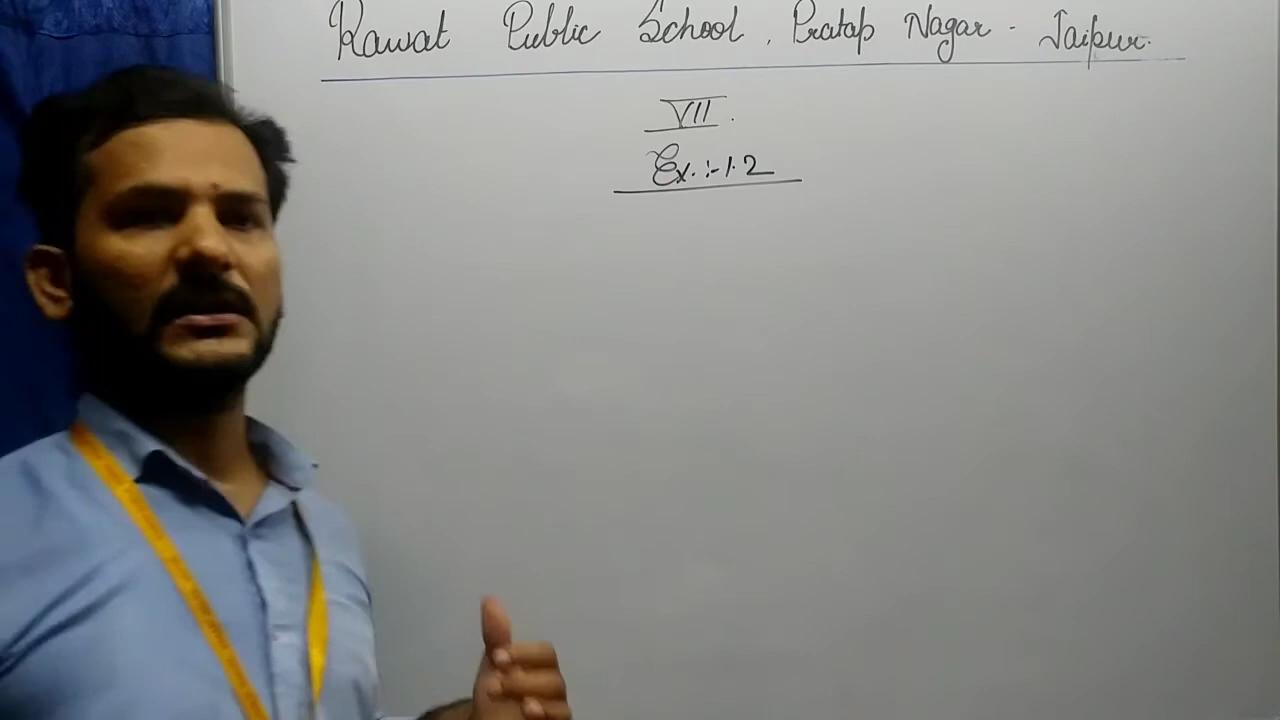 Rawat Public School, Pratap Nagar - Jaipur.
VII.
Ex. :- 1.2